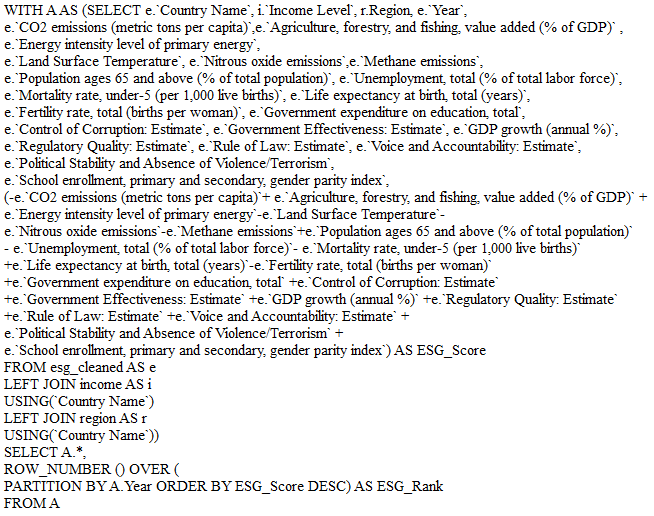 WITH A AS (SELECT e.`Country Name`, i.`Income Level`, r.Region, e.`Year`,
e.`CO2 emissions (metric tons per capita)`,e.`Agriculture, forestry, and fishing, value added (% of GDP)` ,
e.`Energy intensity level of primary energy`,
e.`Land Surface Temperature`, e.`Nitrous oxide emissions`,e.`Methane emissions`,
e.`Population ages 65 and above (% of total population)`, e.`Unemployment, total (% of total labor force)`,
e.`Mortality rate, under-5 (per 1,000 live births)`, e.`Life expectancy at birth, total (years)`,
e.`Fertility rate, total (births per woman)`, e.`Government expenditure on education, total`,
e.`Control of Corruption: Estimate`, e.`Government Effectiveness: Estimate`, e.`GDP growth (annual %)`,
e.`Regulatory Quality: Estimate`, e.`Rule of Law: Estimate`, e.`Voice and Accountability: Estimate`,
e.`Political Stability and Absence of Violence/Terrorism`,
e.`School enrollment, primary and secondary, gender parity index`,
(-e.`CO2 emissions (metric tons per capita)`+ e.`Agriculture, forestry, and fishing, value added (% of GDP)` +
e.`Energy intensity level of primary energy`-e.`Land Surface Temperature`-
e.`Nitrous oxide emissions`-e.`Methane emissions`+e.`Population ages 65 and above (% of total population)`
- e.`Unemployment, total (% of total labor force)`- e.`Mortality rate, under-5 (per 1,000 live births)`
+e.`Life expectancy at birth, total (years)`-e.`Fertility rate, total (births per woman)`
+e.`Government expenditure on education, total` +e.`Control of Corruption: Estimate`
+e.`Government Effectiveness: Estimate` +e.`GDP growth (annual %)` +e.`Regulatory Quality: Estimate`
+e.`Rule of Law: Estimate` +e.`Voice and Accountability: Estimate` +
e.`Political Stability and Absence of Violence/Terrorism` +
e.`School enrollment, primary and secondary, gender parity index`) AS ESG_Score
FROM esg_cleaned AS e
LEFT JOIN income AS i
USING(`Country Name`)
LEFT JOIN region AS r
USING(`Country Name`))
SELECT A.*,
ROW_NUMBER () OVER (
PARTITION BY A.Year ORDER BY ESG_Score DESC) AS ESG_Rank
FROM A